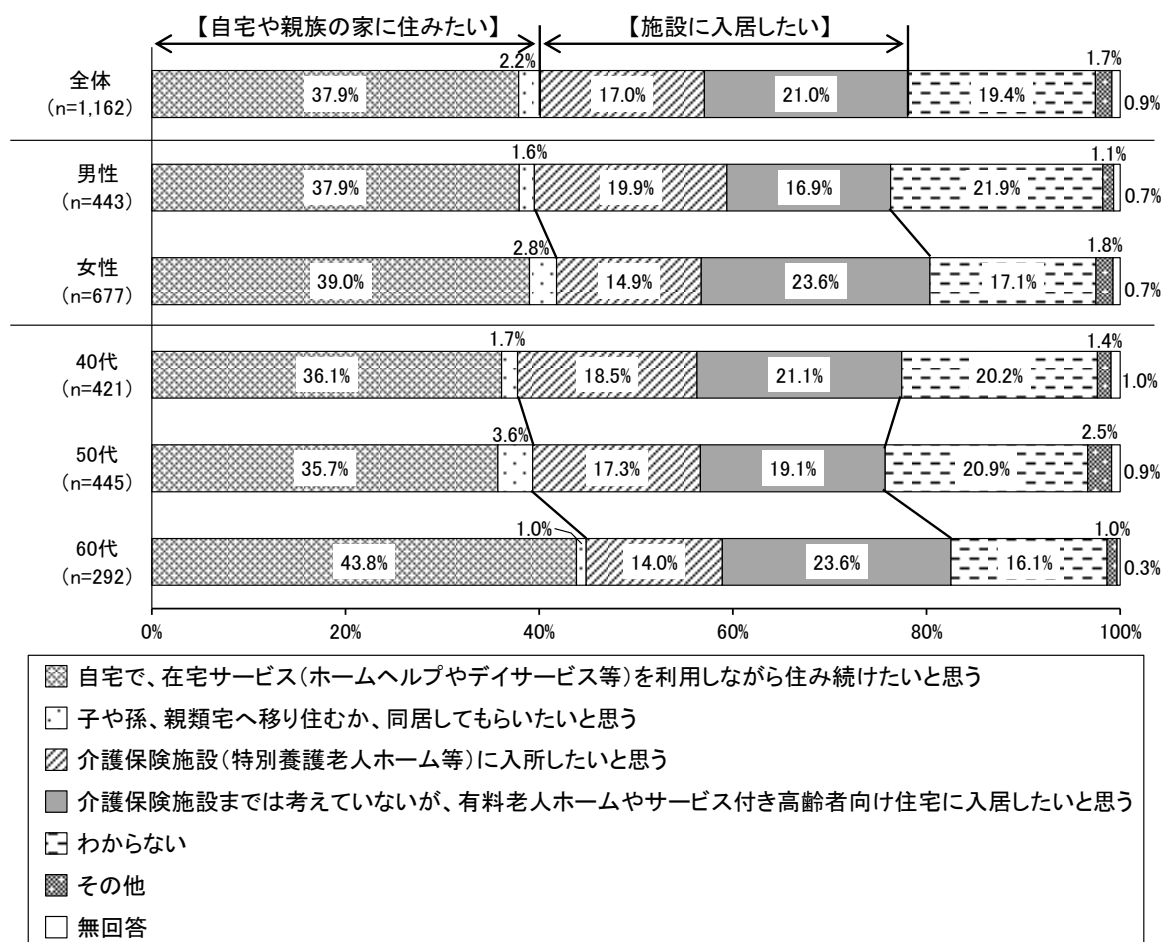 【自宅や親族の家に住みたい】 【施設に入居したい】
2.2% 1.7%
全体
(n=1,162)
37.9% 17.0% 21.0% 19.4% 0.9%
1.6% 1.1%
男性
(n=443)
37.9% 19.9% 16.9% 21.9% 0.7%
2.8% 1.8%
女性
(n=677)
39.0% 14.9% 23.6% 17.1% 0.7%
1.7% 1.4%
40代
(n=421)
36.1% 18.5% 21.1% 20.2% 1.0%
3.6% 2.5%
50代
(n=445)
35.7% 17.3% 19.1% 20.9% 0.9%
1.0% 1.0%
60代
(n=292)
43.8% 14.0% 23.6% 16.1% 0.3%
0% 20% 40% 60% 80% 100%
自宅で、在宅サービス(ホームヘルプやデイサービス等)を利用しながら住み続けたいと思う
子や孫、親類宅へ移り住むか、同居してもらいたいと思う
介護保険施設(特別養護老人ホーム等)に入所したいと思う
介護保険施設までは考えていないが、有料老人ホームやサービス付き高齢者向け住宅に入居したいと思う
わからない
その他
無回答